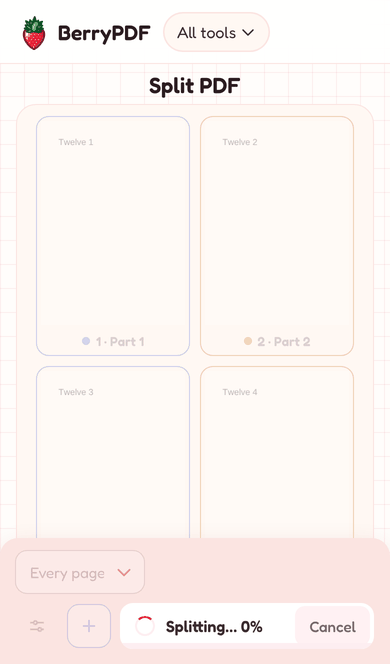 BerryPDF All tools
Split PDF
Twelve 1 Twelve 2
1 · Part 1 2 · Part 2
Twelve 3 Twelve 4
Every page
Splitting... 0% Cancel